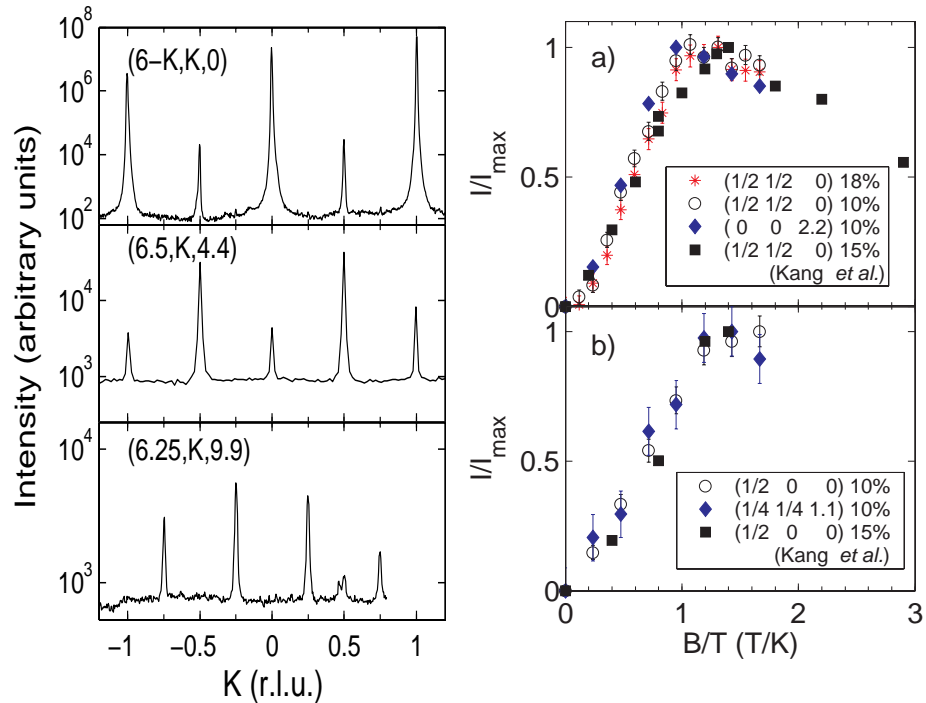 Intensity (arbitrary units)
10^8
10^6
10^4
10^2
(6−K,K,0)
10^4
10^3
(6.5,K,4.4)
10^4
10^3
(6.25,K,9.9)
−1 −0.5 0 0.5 1
K (r.l.u.)
a)
I/I_max
1
0.5
0
(1/2 1/2 0) 18%
(1/2 1/2 0) 10%
( 0 0 2.2) 10%
(1/2 1/2 0) 15%
(Kang et al.)
b)
I/I_max
1
0.5
0
(1/2 0 0) 10%
(1/4 1/4 1.1) 10%
(1/2 0 0) 15%
(Kang et al.)
0 1 2 3
B/T (T/K)